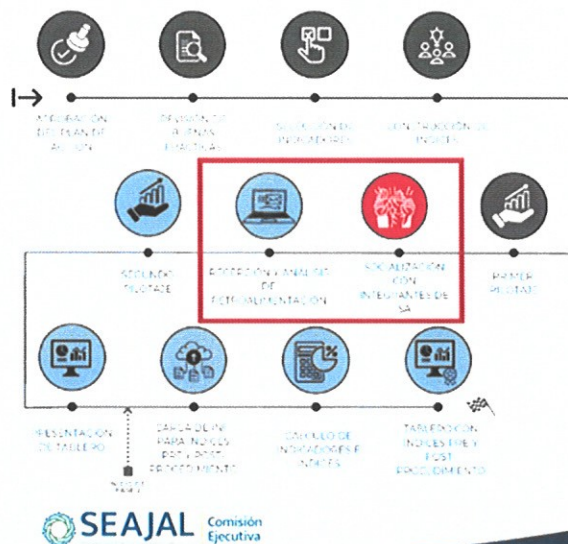 APROBACIÓN
DEL PLAN DE
ACCIÓN
REVISIÓN DE
BUENAS
PRÁCTICAS
SELECCIÓN DE
INDICADORES
CONSTRUCCIÓN DE
ÍNDICES
SEGUNDO
PILOTAJE
RECEPCIÓN Y ANÁLISIS
DE
RETROALIMENTACIÓN
SOCIALIZACIÓN
CON
INTEGRANTES DE
SA
PRIMER
PILOTAJE
PRESENTACIÓN
DE TABLERO
CARGA DE INF.
PARA ÍNDICES
PRE Y POST-
PROCEDIMIENTO
CÁLCULO DE
INDICADORES E
ÍNDICES
TABLERO CON
ÍNDICES PRE Y
POST
PROCEDIMIENTO
SEAJAL Comisión
Ejecutiva